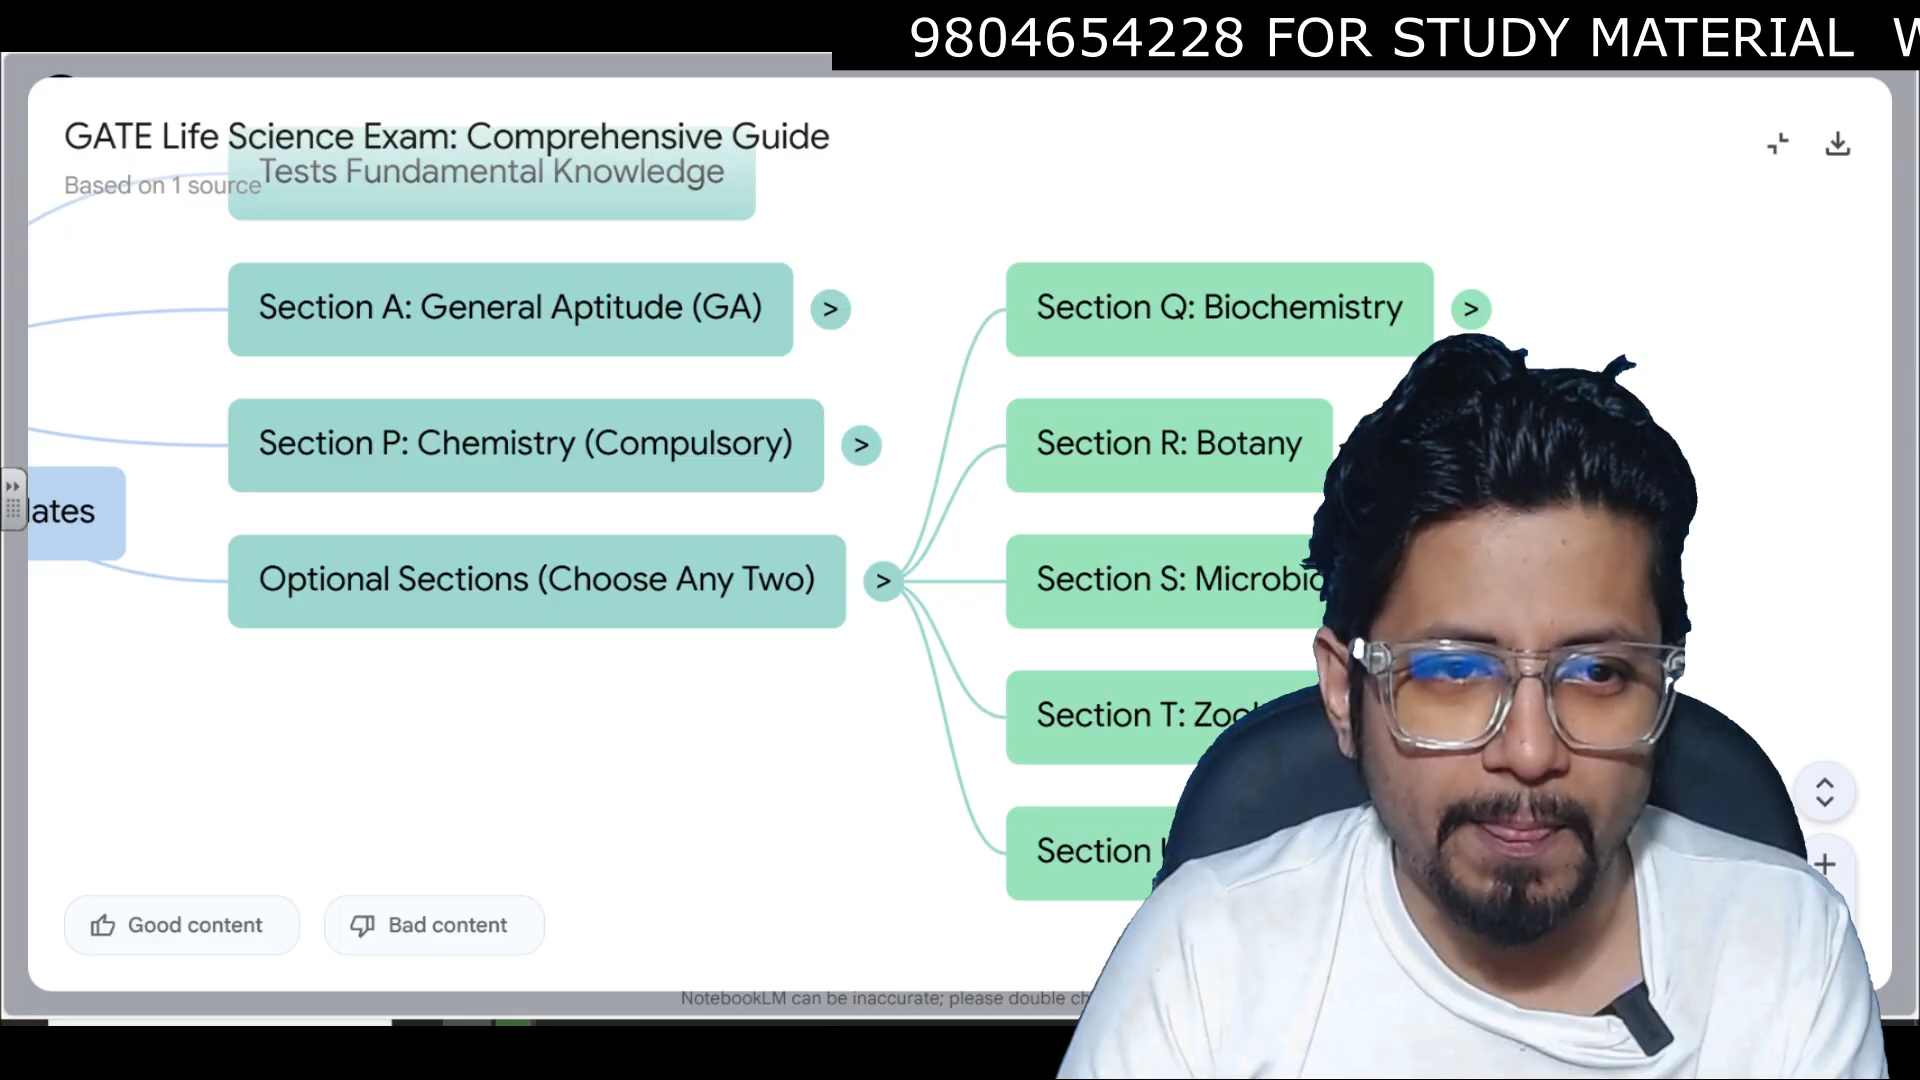 9804654228 FOR STUDY MATERIAL
GATE Life Science Exam: Comprehensive Guide
Based on 1 source
Tests Fundamental Knowledge
Section A: General Aptitude (GA)
>
Section Q: Biochemistry
>
Section P: Chemistry (Compulsory)
>
Section R: Botany
lates
Optional Sections (Choose Any Two)
>
Section S:
Section T:
Section
Good content
Bad content
NotebookLM can be inaccurate; please double